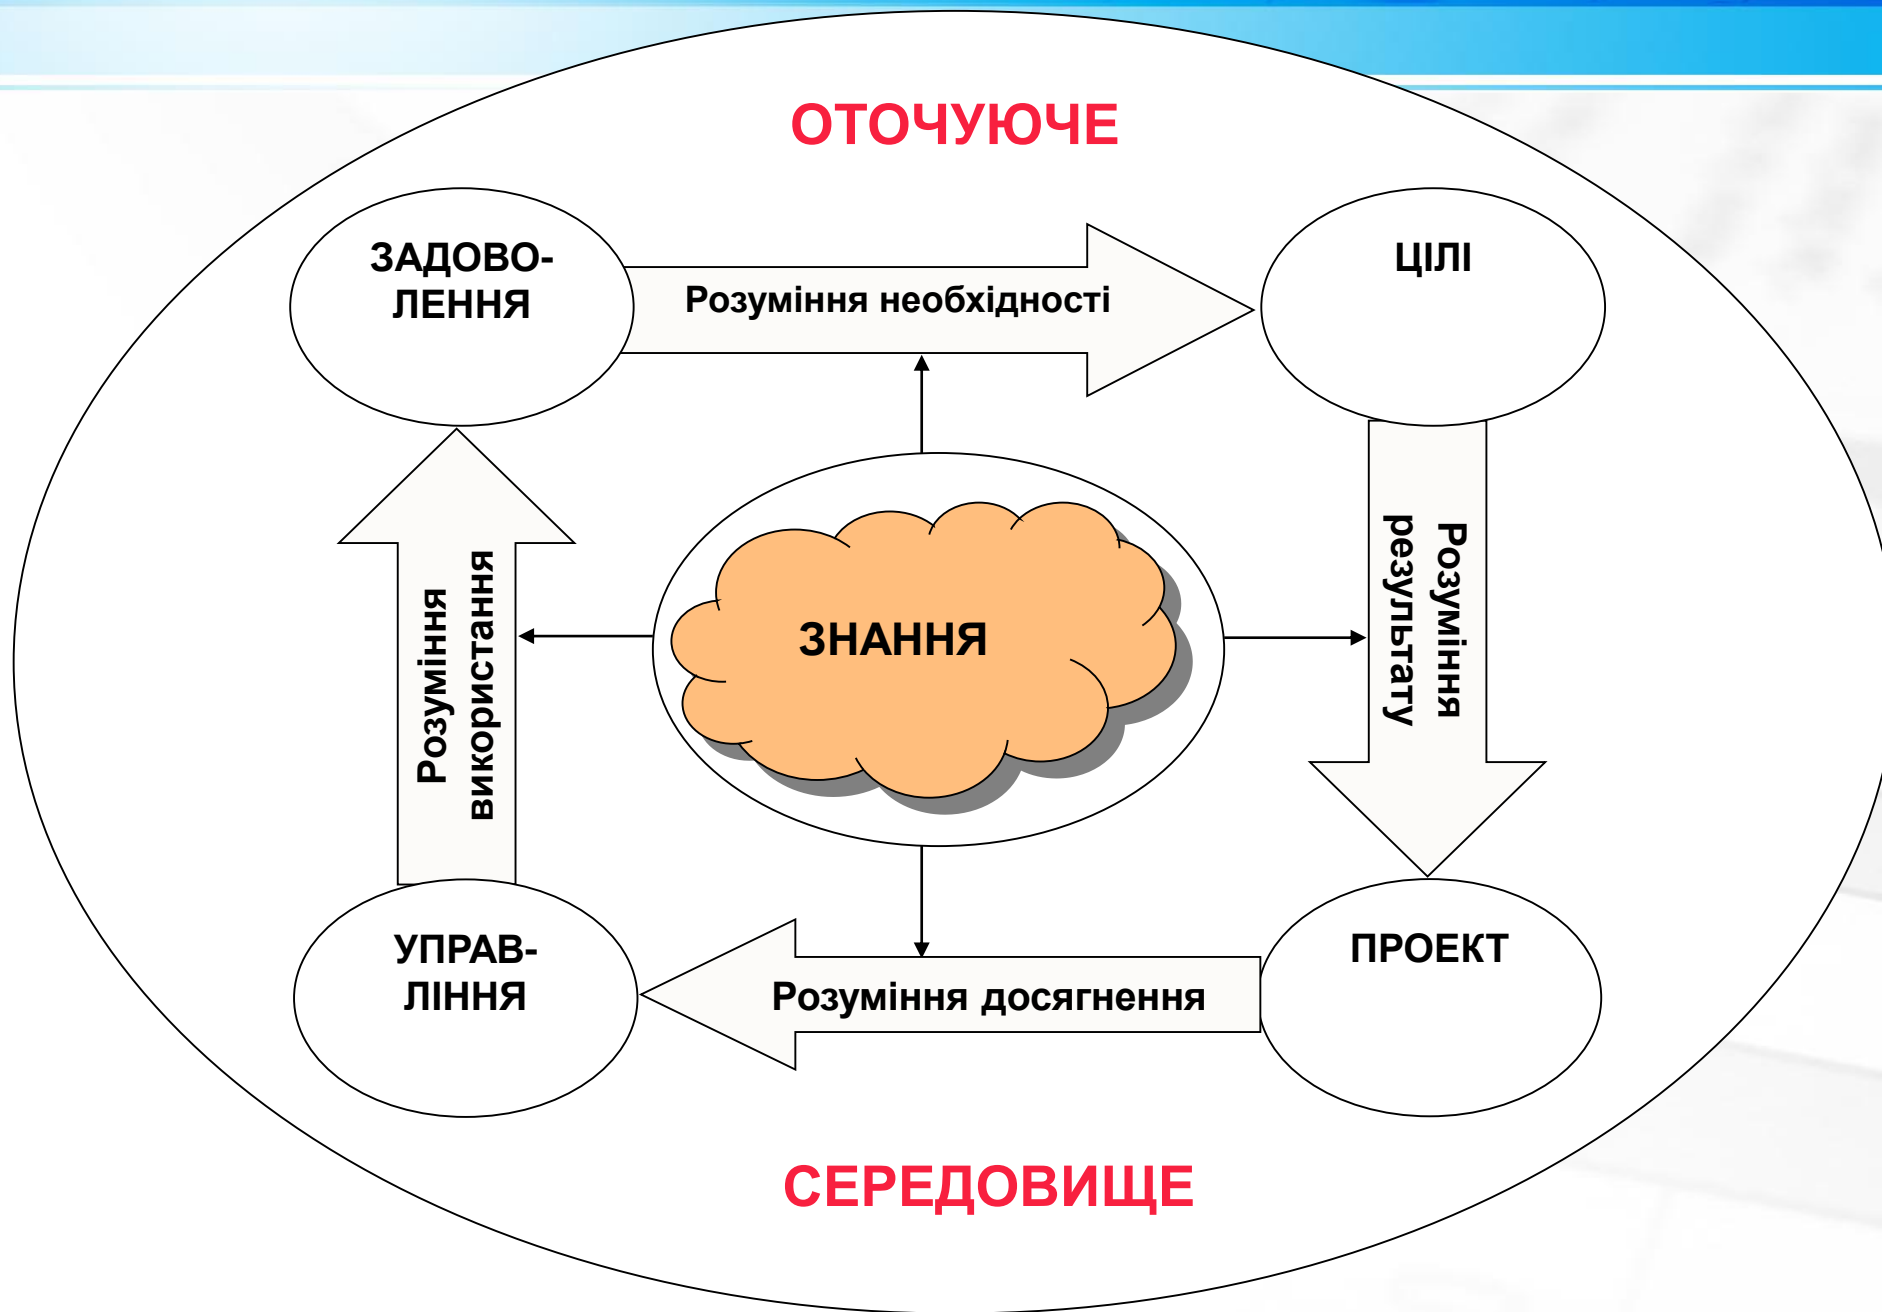 ОТОЧУЮЧЕ
ЗАДОВО-
ЛЕННЯ
Розуміння необхідності
ЦІЛІ
Розуміння
використання
ЗНАННЯ
Розуміння
результату
УПРАВ-
ЛІННЯ
Розуміння досягнення
ПРОЕКТ
СЕРЕДОВИЩЕ